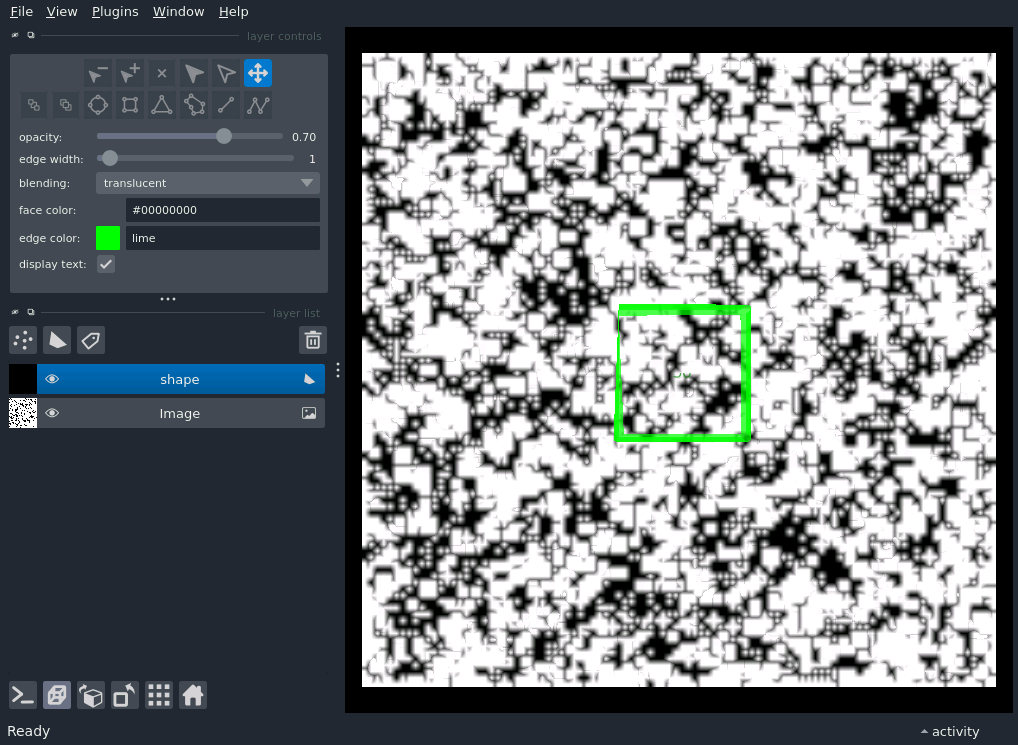 File View Plugins Window Help
layer controls
opacity: 0.70
edge width: 1
blending: translucent
face color: #00000000
edge color: lime
display text:
layer list
shape
Image
Ready
activity